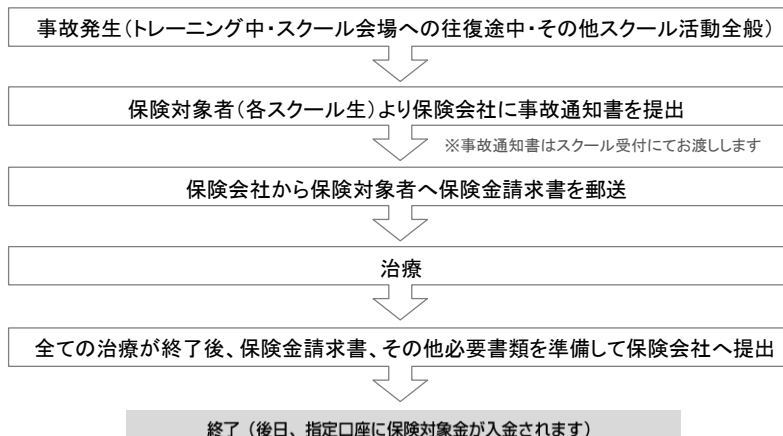 事故発生(トレーニング中・スクール会場への往復途中・その他スクール活動全般)
保険対象者(各スクール生)より保険会社に事故通知書を提出
※事故通知書はスクール受付にてお渡しします
保険会社から保険対象者へ保険金請求書を郵送
治療
全ての治療が終了後、保険金請求書、その他必要書類を準備して保険会社へ提出
終了(後日、指定口座に保険対象金が入金されます)